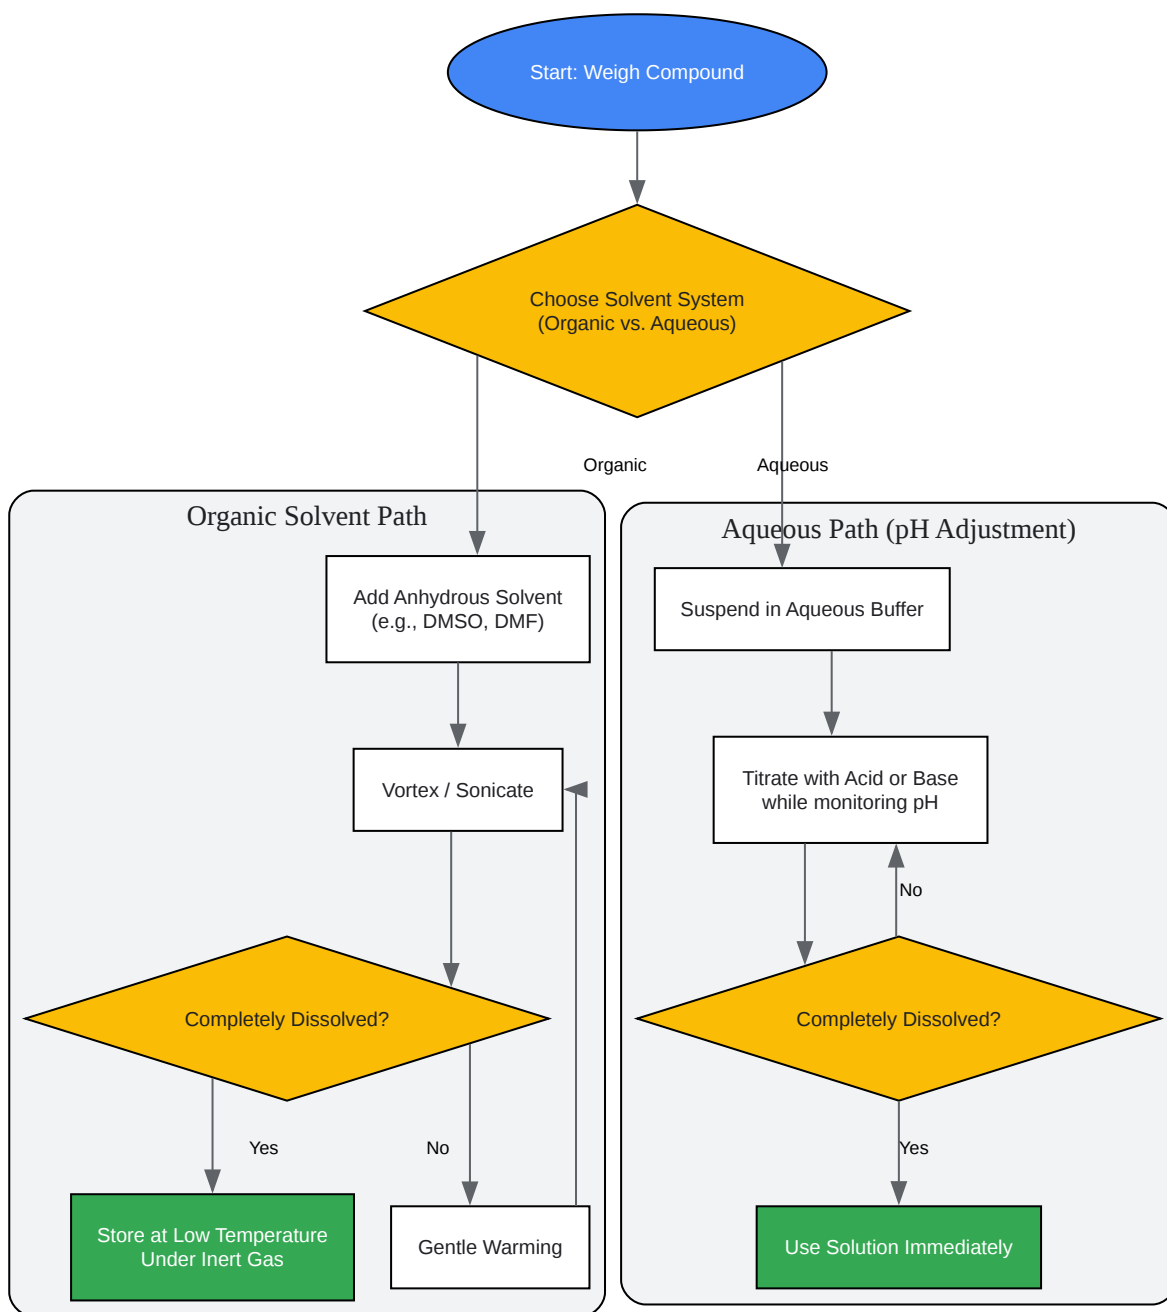 Start: Weigh Compound
Choose Solvent System
(Organic vs. Aqueous)
Organic
Aqueous
Organic Solvent Path
Add Anhydrous Solvent
(e.g., DMSO, DMF)
Vortex / Sonicate
Completely Dissolved?
Yes
No
Store at Low Temperature
Under Inert Gas
Gentle Warming
Aqueous Path (pH Adjustment)
Suspend in Aqueous Buffer
Titrate with Acid or Base
while monitoring pH
No
Completely Dissolved?
Yes
Use Solution Immediately